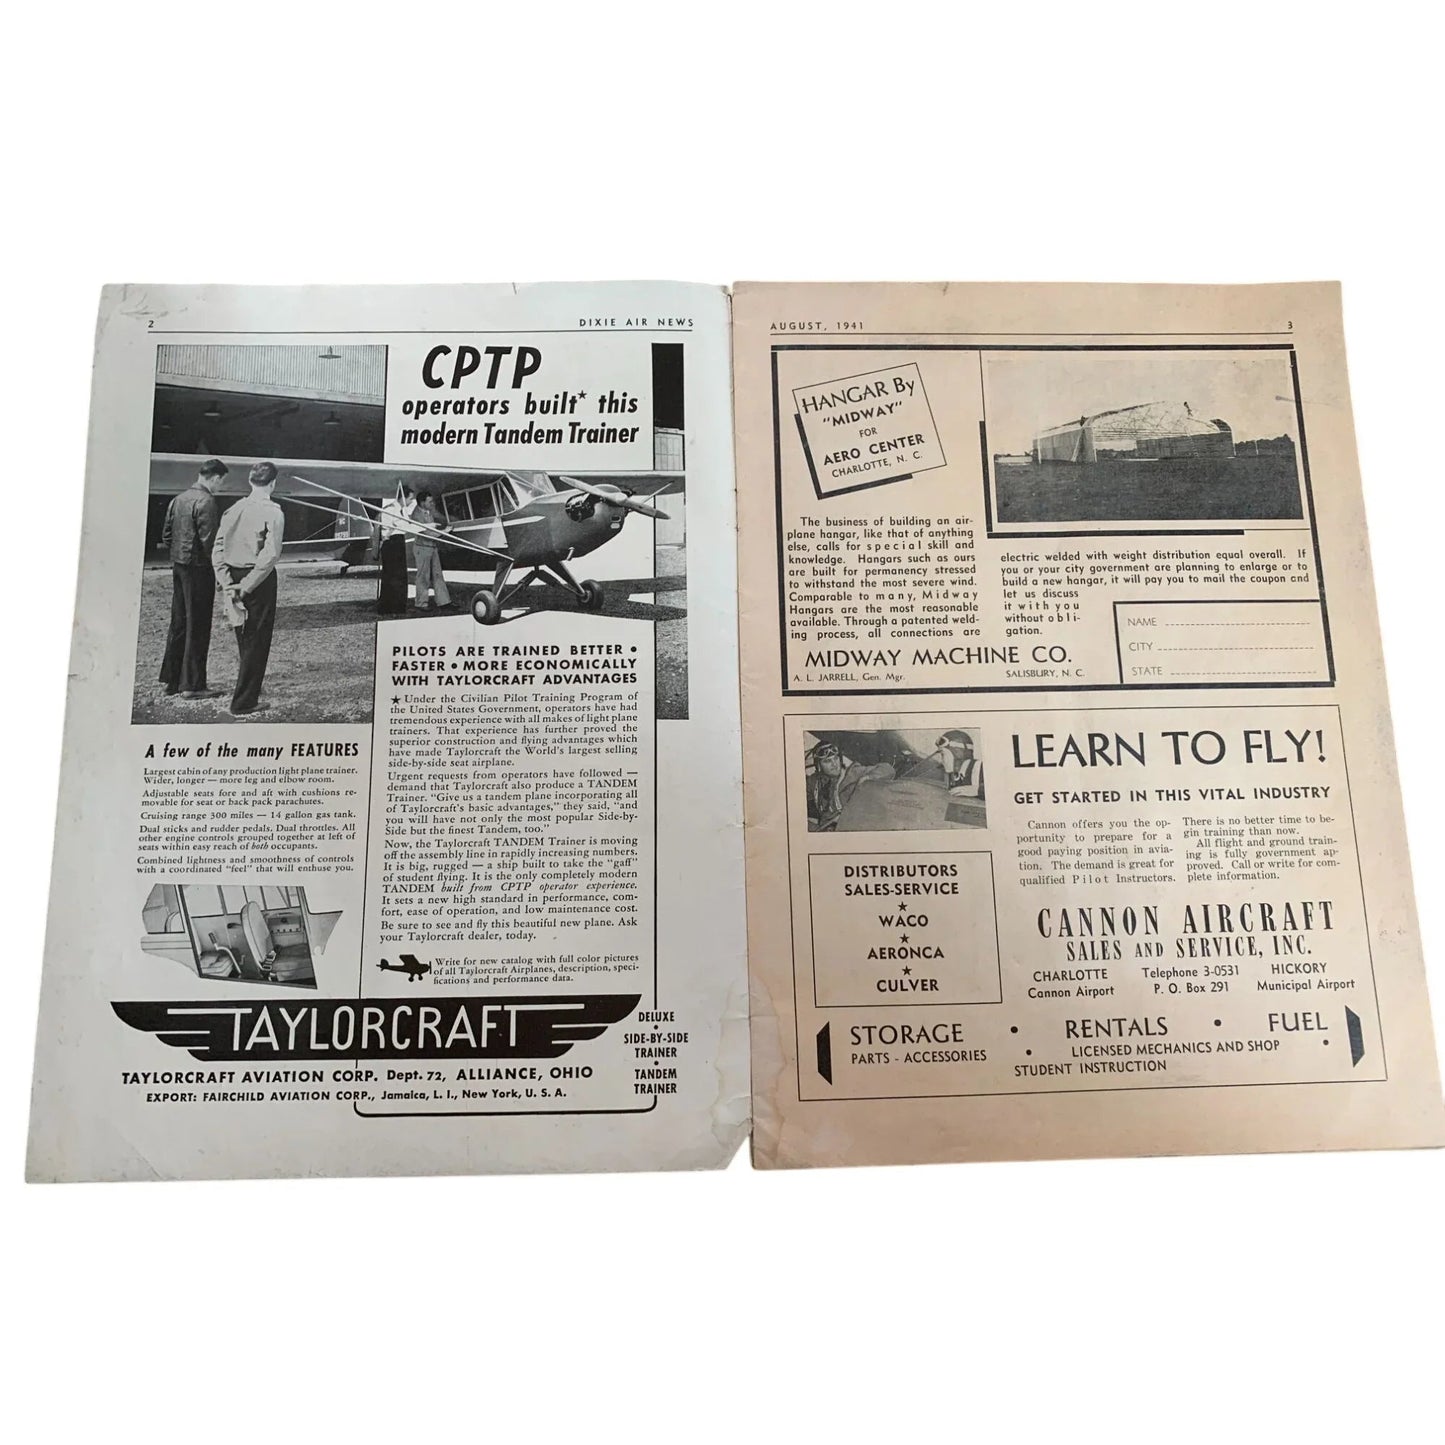 2
DIXIE AIR NEWS
CPTP
operators built★ this
modern Tandem Trainer
PILOTS ARE TRAINED BETTER •
FASTER • MORE ECONOMICALLY
WITH TAYLORCRAFT ADVANTAGES
★ Under the Civilian Pilot Training Program of
the United States Government, operators have had
tremendous experience with all makes of light plane
trainers. That experience has further proved the
superior construction and flying advantages which
have made Taylorcraft the World's largest selling
side-by-side seat airplane.
Urgent requests from operators have followed —
demand that Taylorcraft also produce a TANDEM
Trainer. "Give us a tandem plane incorporating all
of Taylorcraft's basic advantages," they said, "and
you will have not only the most popular Side-by-
Side but the finest Tandem, too."
Now, the Taylorcraft TANDEM Trainer is moving
off the assembly line in rapidly increasing numbers.
It is big, rugged — a ship built to take the "gaff"
of student flying. It is the only completely modern
TANDEM built from CPTP operator experience.
It sets a new high standard in performance, com-
fort, ease of operation, and low maintenance cost.
Be sure to see and fly this beautiful new plane. Ask
your Taylorcraft dealer, today.
Write for new catalog with full color pictures
of all Taylorcraft Airplanes, description, speci-
fications and performance data.
A few of the many FEATURES
Largest cabin of any production light plane trainer.
Wider, longer — more leg and elbow room.
Adjustable seats fore and aft with cushions re-
movable for seat or back pack parachutes.
Cruising range 300 miles — 14 gallon gas tank.
Dual sticks and rudder pedals. Dual throttles. All
other engine controls grouped together at left of
seats within easy reach of both occupants.
Combined lightness and smoothness of controls
with a coordinated "feel" that will enthuse you.
TAYLORCRAFT
DELUXE
•
SIDE-BY-SIDE
TRAINER
•
TANDEM
TRAINER
TAYLORCRAFT AVIATION CORP. Dept. 72, ALLIANCE, OHIO
EXPORT: FAIRCHILD AVIATION CORP., Jamaica, L. I., New York, U. S. A.
AUGUST, 1941
3
HANGAR By
"MIDWAY"
FOR
AERO CENTER
CHARLOTTE, N. C.
The business of building an air-
plane hangar, like that of anything
else, calls for special skill and
knowledge. Hangars such as ours
are built for permanency stressed
to withstand the most severe wind.
Comparable to many, Midway
Hangars are the most reasonable
available. Through a patented weld-
ing process, all connections are
electric welded with weight distribution equal overall. If
you or your city government are planning to enlarge or to
build a new hangar, it will pay you to mail the coupon and
let us discuss
it with you
without obli-
gation.
NAME
CITY
STATE
MIDWAY MACHINE CO.
A. L. JARRELL, Gen. Mgr.
SALISBURY, N. C.
LEARN TO FLY!
GET STARTED IN THIS VITAL INDUSTRY
Cannon offers you the op-
portunity to prepare for a
good paying position in avia-
tion. The demand is great for
qualified Pilot Instructors.
There is no better time to be-
gin training than now.
All flight and ground train-
ing is fully government ap-
proved. Call or write for com-
plete information.
DISTRIBUTORS
SALES-SERVICE
★
WACO
★
AERONCA
★
CULVER
CANNON AIRCRAFT
SALES AND SERVICE, INC.
CHARLOTTE
Cannon Airport
Telephone 3-0531
P. O. Box 291
HICKORY
Municipal Airport
STORAGE • RENTALS • FUEL
PARTS - ACCESSORIES • LICENSED MECHANICS AND SHOP •
STUDENT INSTRUCTION